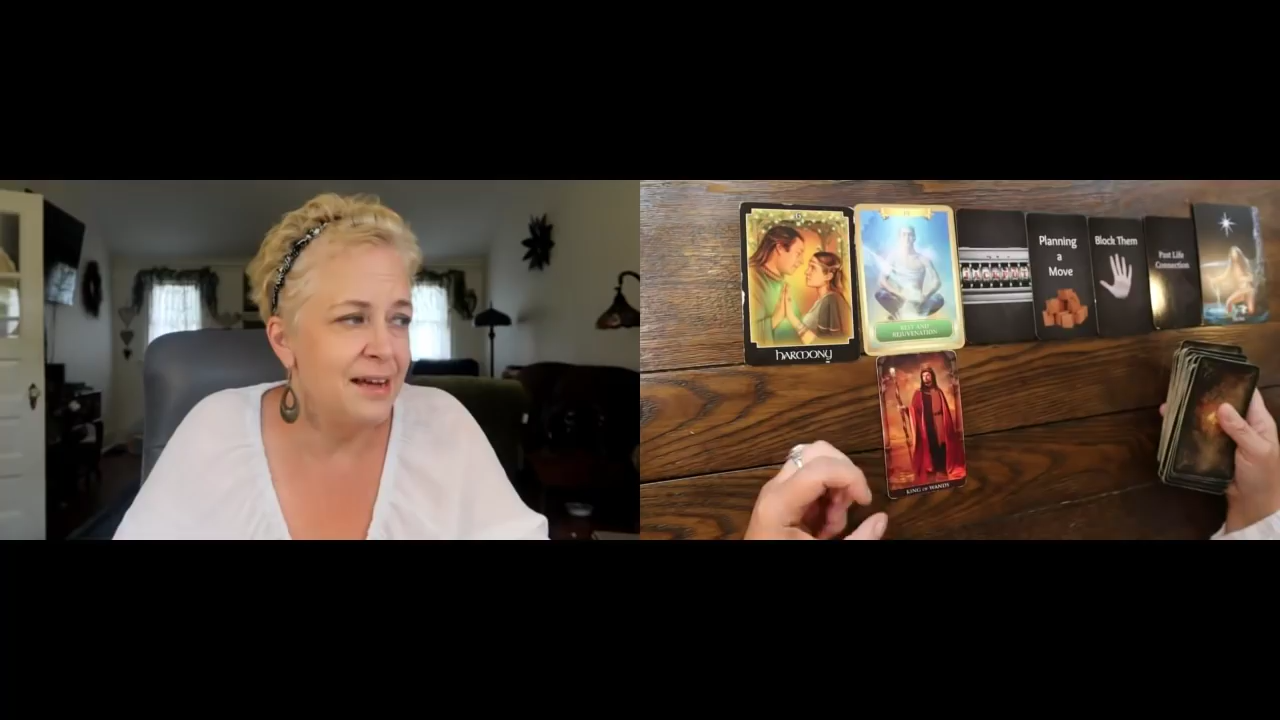 HARMONY
REST AND
REJUVENATION
Planning
a
Move
Block Them
Past Life
Connection
KING OF WANDS